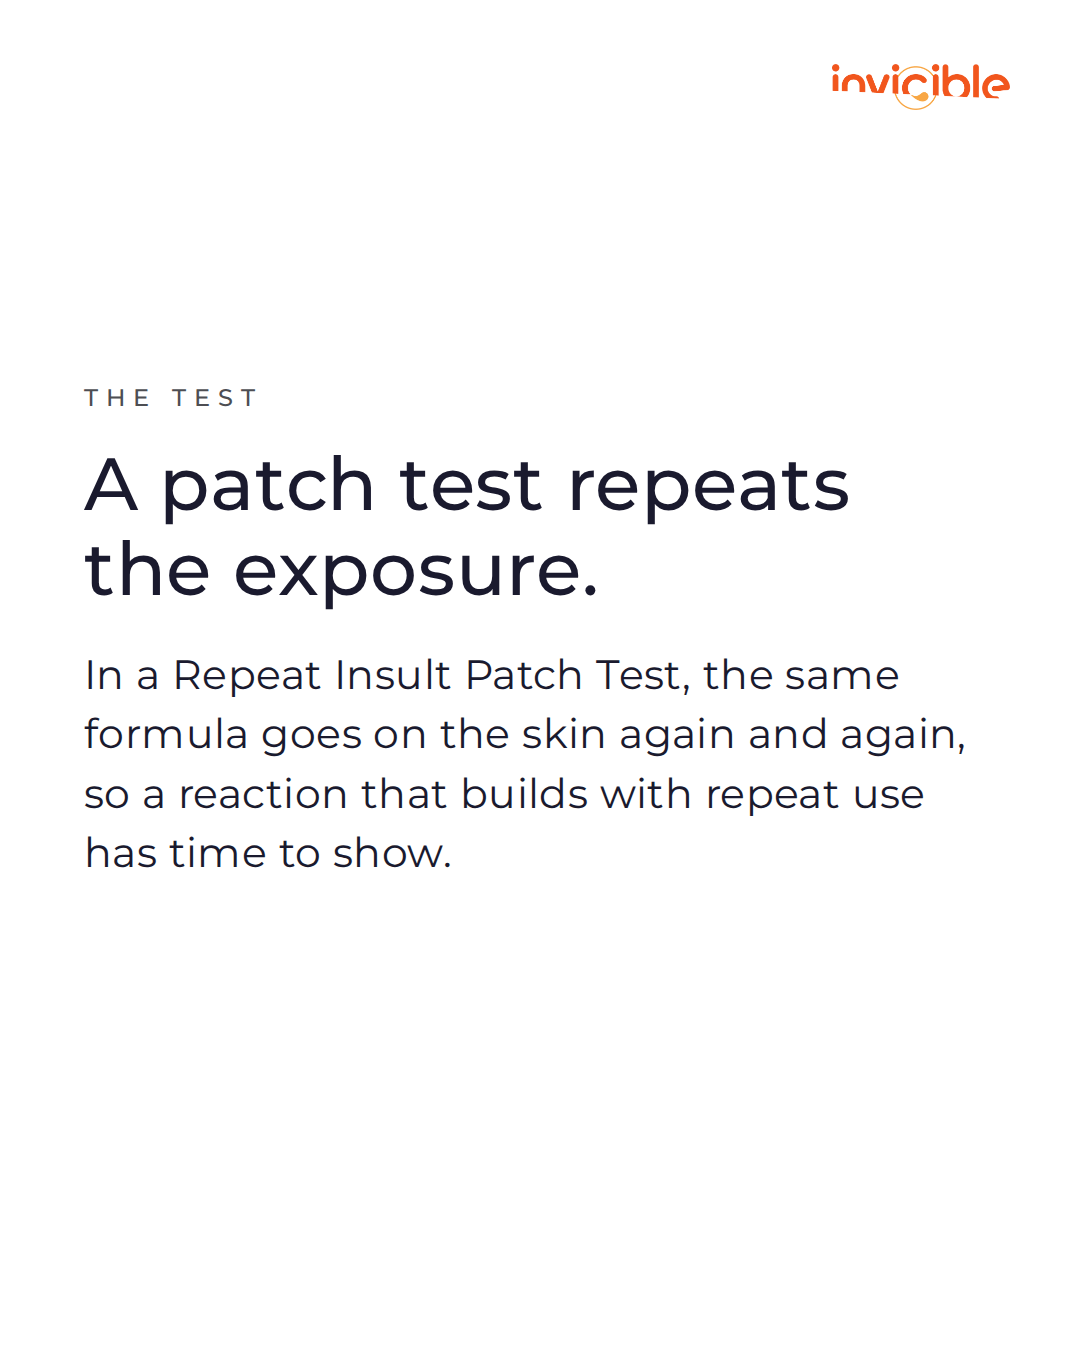 invicible
THE TEST
A patch test repeats
the exposure.
In a Repeat Insult Patch Test, the same
formula goes on the skin again and again,
so a reaction that builds with repeat use
has time to show.